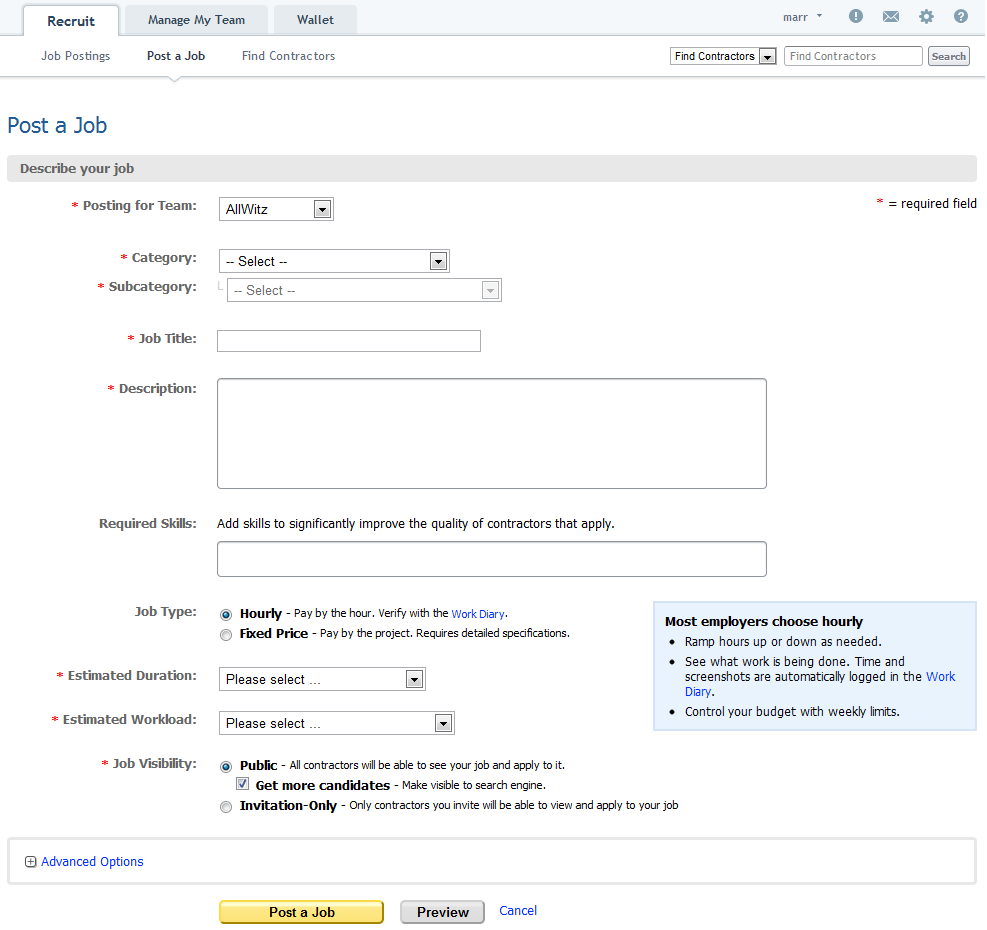 Recruit Manage My Team Wallet marr
Job Postings Post a Job Find Contractors Find Contractors Find Contractors Search
Post a Job
Describe your job
* Posting for Team: AllWitz * = required field
* Category: -- Select --
* Subcategory: -- Select --
* Job Title:
* Description:
Required Skills: Add skills to significantly improve the quality of contractors that apply.
Job Type: Hourly - Pay by the hour. Verify with the Work Diary.
Fixed Price - Pay by the project. Requires detailed specifications.
Most employers choose hourly
• Ramp hours up or down as needed.
• See what work is being done. Time and
screenshots are automatically logged in the Work
Diary.
• Control your budget with weekly limits.
* Estimated Duration: Please select ...
* Estimated Workload: Please select ...
* Job Visibility: Public - All contractors will be able to see your job and apply to it.
Get more candidates - Make visible to search engine.
Invitation-Only - Only contractors you invite will be able to view and apply to your job
Advanced Options
Post a Job Preview Cancel